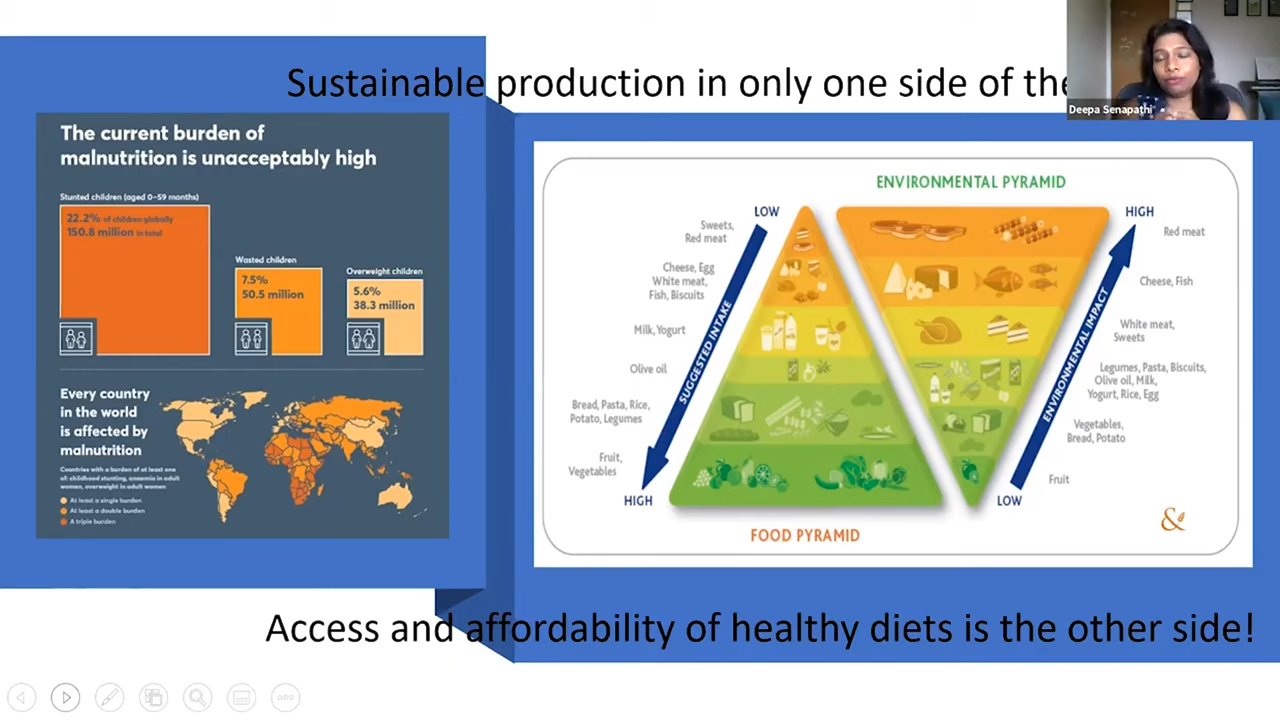 Sustainable production in only one side of the
Deepa Senapathi
The current burden of
malnutrition is unacceptably high
Stunted children (aged 0–59 months)
22.2% of children globally
150.8 million in total
Wasted children
7.5%
50.5 million
Overweight children
5.6%
38.3 million
Every country
in the world
is affected by
malnutrition
Countries with a burden of at least one
of: childhood stunting, anaemia in adult
women, overweight in adult women
At least a single burden
At least a double burden
A triple burden
ENVIRONMENTAL PYRAMID
LOW
Sweets,
Red meat
Cheese, Egg
White meat,
Fish, Biscuits
Milk, Yogurt
Olive oil
Bread, Pasta, Rice,
Potato, Legumes
Fruit,
Vegetables
HIGH
SUGGESTED INTAKE
FOOD PYRAMID
HIGH
Red meat
Cheese, Fish
White meat,
Sweets
Legumes, Pasta, Biscuits,
Olive oil, Milk,
Yogurt, Rice, Egg
Vegetables,
Bread, Potato
Fruit
LOW
ENVIRONMENTAL IMPACT
&
Access and affordability of healthy diets is the other side!